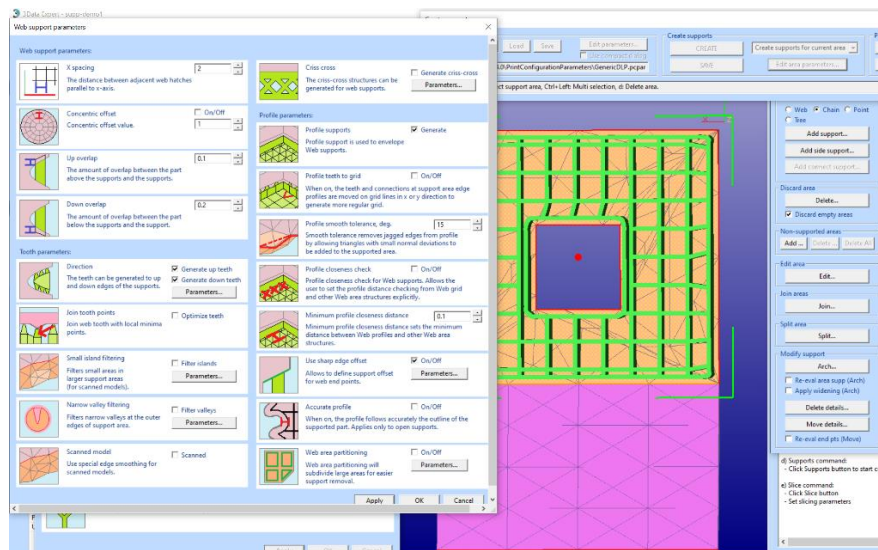 3Data Expert - pupp-demo1
Web support parameters
Web support parameters:
X spacing
2
The distance between adjacent web hatches
parallel to x-axis.
Concentric offset
On/Off
Concentric offset value.
1
Up overlap
0.1
The amount of overlap between the part
above the supports and the supports.
Down overlap
0.2
The amount of overlap between the part
below the supports and the support.
Tooth parameters:
Direction
Generate up teeth
The teeth can be generated to up
and down edges of the supports.
Generate down teeth
Parameters...
Join tooth points
Optimize teeth
Join web tooth with local minima
points.
Small island filtering
Filter islands
Filters small areas in
larger support areas
(for scanned models).
Parameters...
Narrow valley filtering
Filter valleys
Filters narrow valleys at the outer
edges of support area.
Parameters...
Scanned model
Scanned
Use special edge smoothing for
scanned models.
Criss cross
Generate criss-cross
The criss-cross structures can be
generated for web supports.
Parameters...
Profile parameters:
Profile supports
Generate
Profile support is used to envelope
Web supports.
Profile teeth to grid
On/Off
When on, the teeth and connections at support area edge
profiles are moved on grid lines in x or y direction to
generate more regular grid.
Profile smooth tolerance, deg.
15
Smooth tolerance removes jagged edges from profile
by allowing triangles with small normal deviations to
be added to the supported area.
Profile closeness check
On/Off
Profile closeness check for Web supports. Allows the
user to set the profile distance checking from Web grid
and other Web area structures explicitly.
Minimum profile closeness distance
0.1
Minimum profile closeness distance sets the minimum
distance between Web profiles and other Web area
structures.
Use sharp edge offset
On/Off
Allows to define support offset
for web and points.
Parameters...
Accurate profile
On/Off
When on, the profile follows accurately the outline of the
supported part. Applies only to open supports.
Web area partitioning
On/Off
Web area partitioning will
subdivide large areas for easier
support removal.
Parameters...
Apply
OK
Cancel
Load
Save
Edit parameters...
.0\PrintConfigurationParameters\GenericDLP.pcpar
Create supports
CREATE
Create supports for current area
SAVE
Edit area parameters...
ct support area, Ctrl+Left: Multi selection, d: Delete area.
Web
Chain
Point
Tree
Add support...
Add side support...
Add connect support...
Discard area
Delete...
Discard empty areas
Non-supported areas
Add ...
Delete ...
Delete All
Edit area
Edit...
Join areas
Join...
Split area
Split...
Modify support
Arch...
Re-eval area supp (Arch)
Apply widening (Arch)
Delete details...
Move details...
Re-eval end pts (Move)
d) Supports command:
- Click Supports button to start c
e) Slice command:
- Click Slice button
- Set slicing parameters